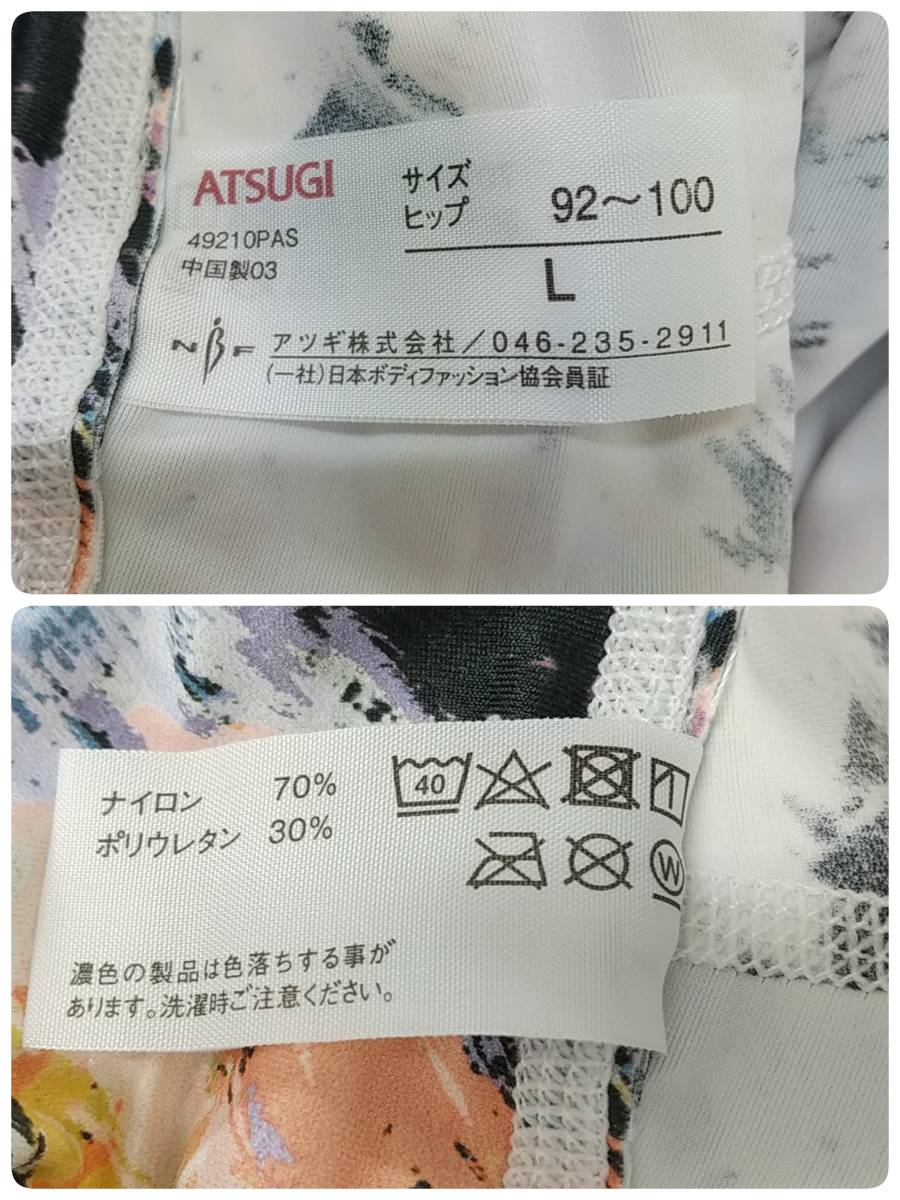 ATSUGI
49210PAS
中国製03
サイズ
ヒップ 92～100
L
NBF アツギ株式会社/046-235-2911
(一社)日本ボディファッション協会員証
ナイロン 70%
ポリウレタン 30%
40
W
濃色の製品は色落ちする事が
あります。洗濯時ご注意ください。